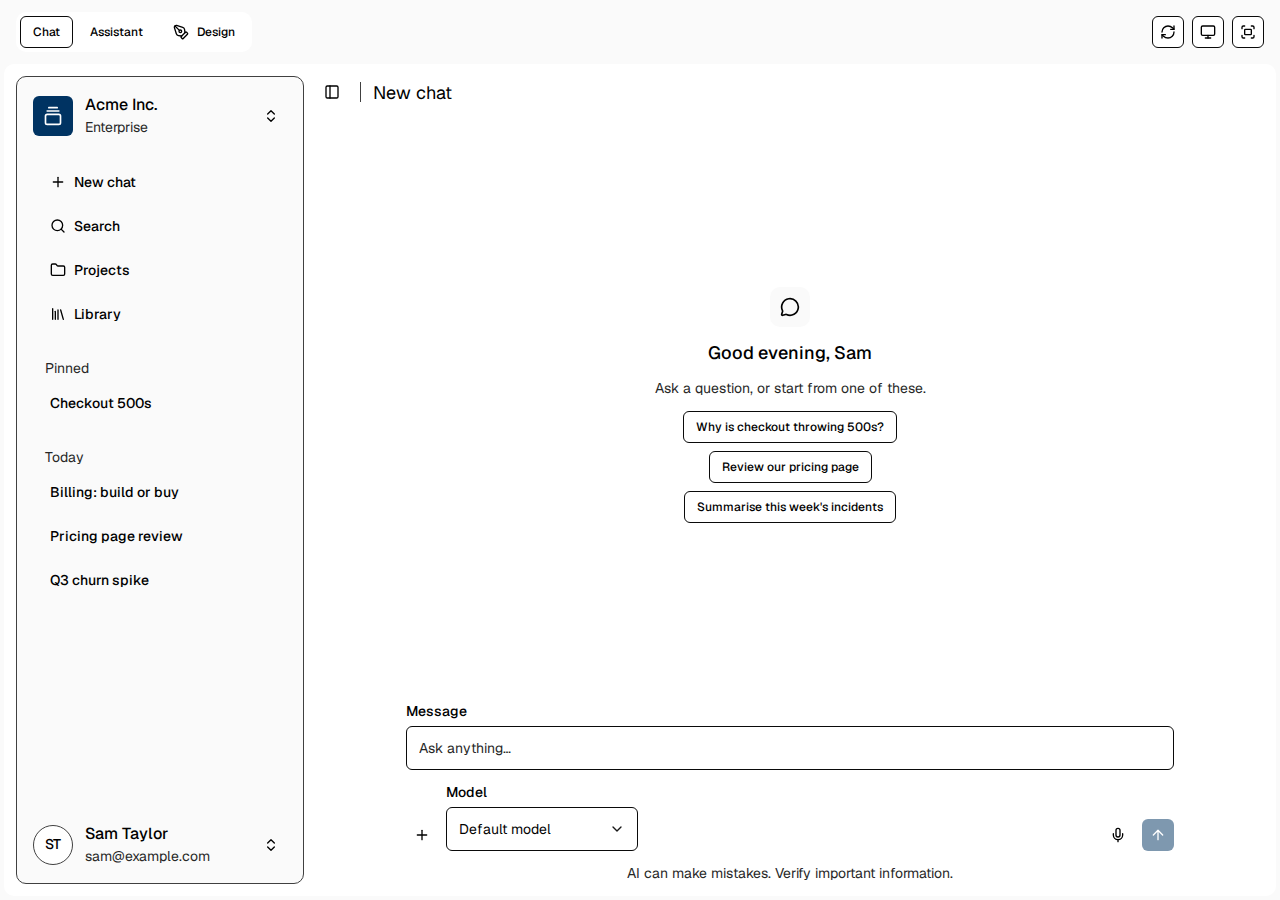 Chat
Assistant
Design
Acme Inc.
Enterprise
New chat
Search
Projects
Library
Pinned
Checkout 500s
Today
Billing: build or buy
Pricing page review
Q3 churn spike
ST
Sam Taylor
sam@example.com
New chat
Good evening, Sam
Ask a question, or start from one of these.
Why is checkout throwing 500s?
Review our pricing page
Summarise this week's incidents
Message
Ask anything…
Model
Default model
AI can make mistakes. Verify important information.